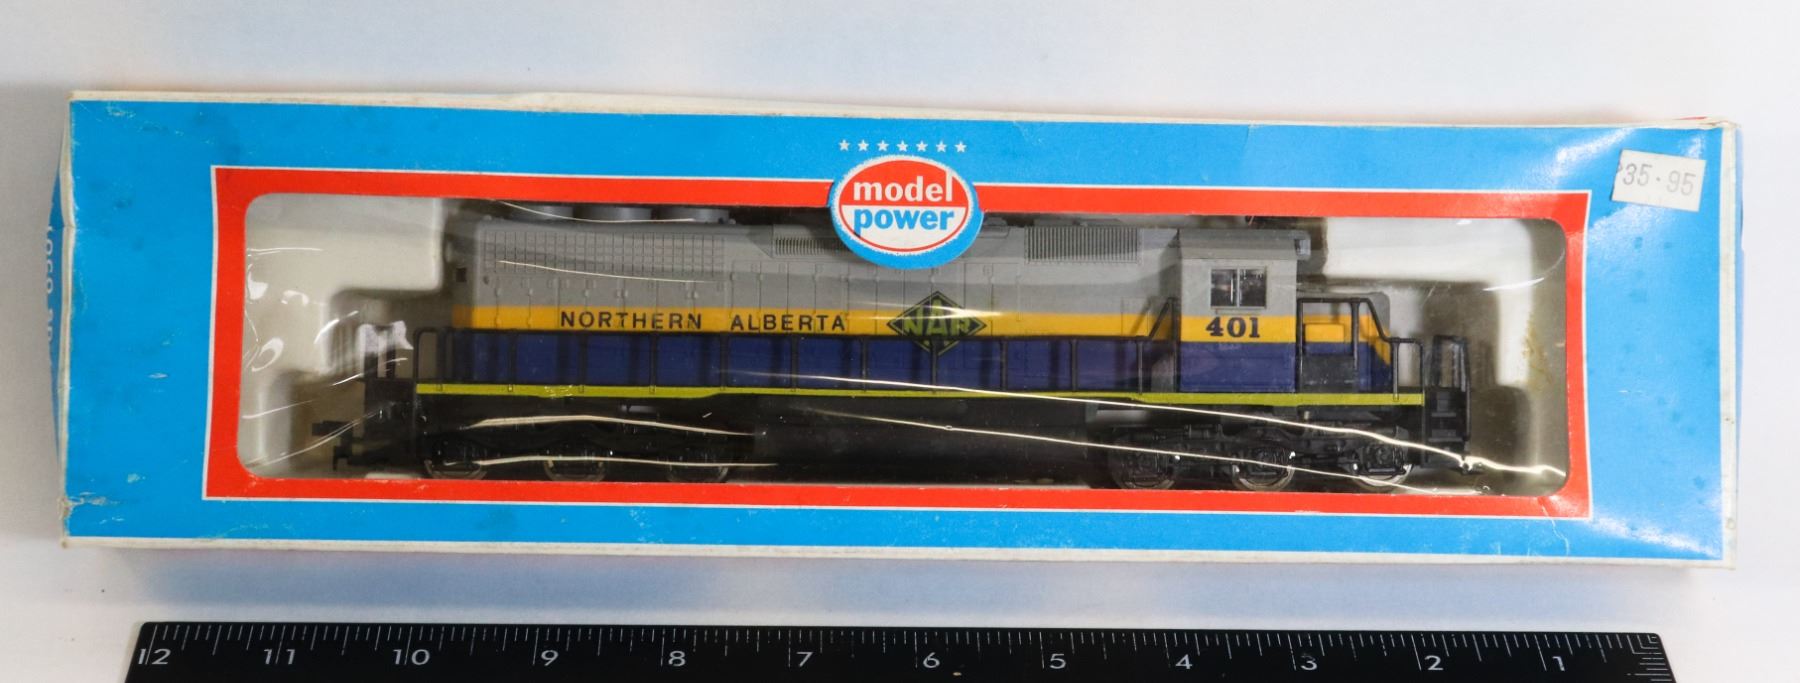 model
power
35.95
NORTHERN ALBERTA
NAR
401
12 11 10 9 8 7 6 5 4 3 2 1